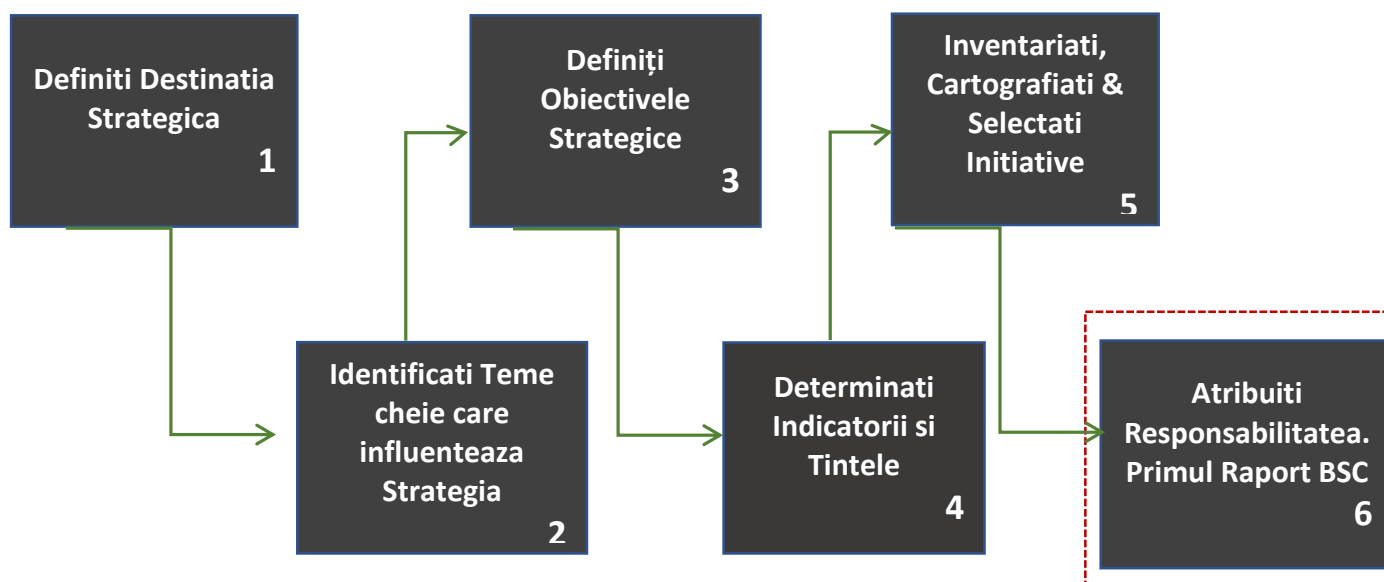 Definiti Destinatia
Strategica
1
Identificati Teme
cheie care
influenteaza
Strategia
2
Definiți
Obiectivele
Strategice
3
Determinati
Indicatorii si
Tintele
4
Inventariati,
Cartografiati &
Selectati
Initiative
5
Atribuiti
Responsabilitatea.
Primul Raport BSC
6